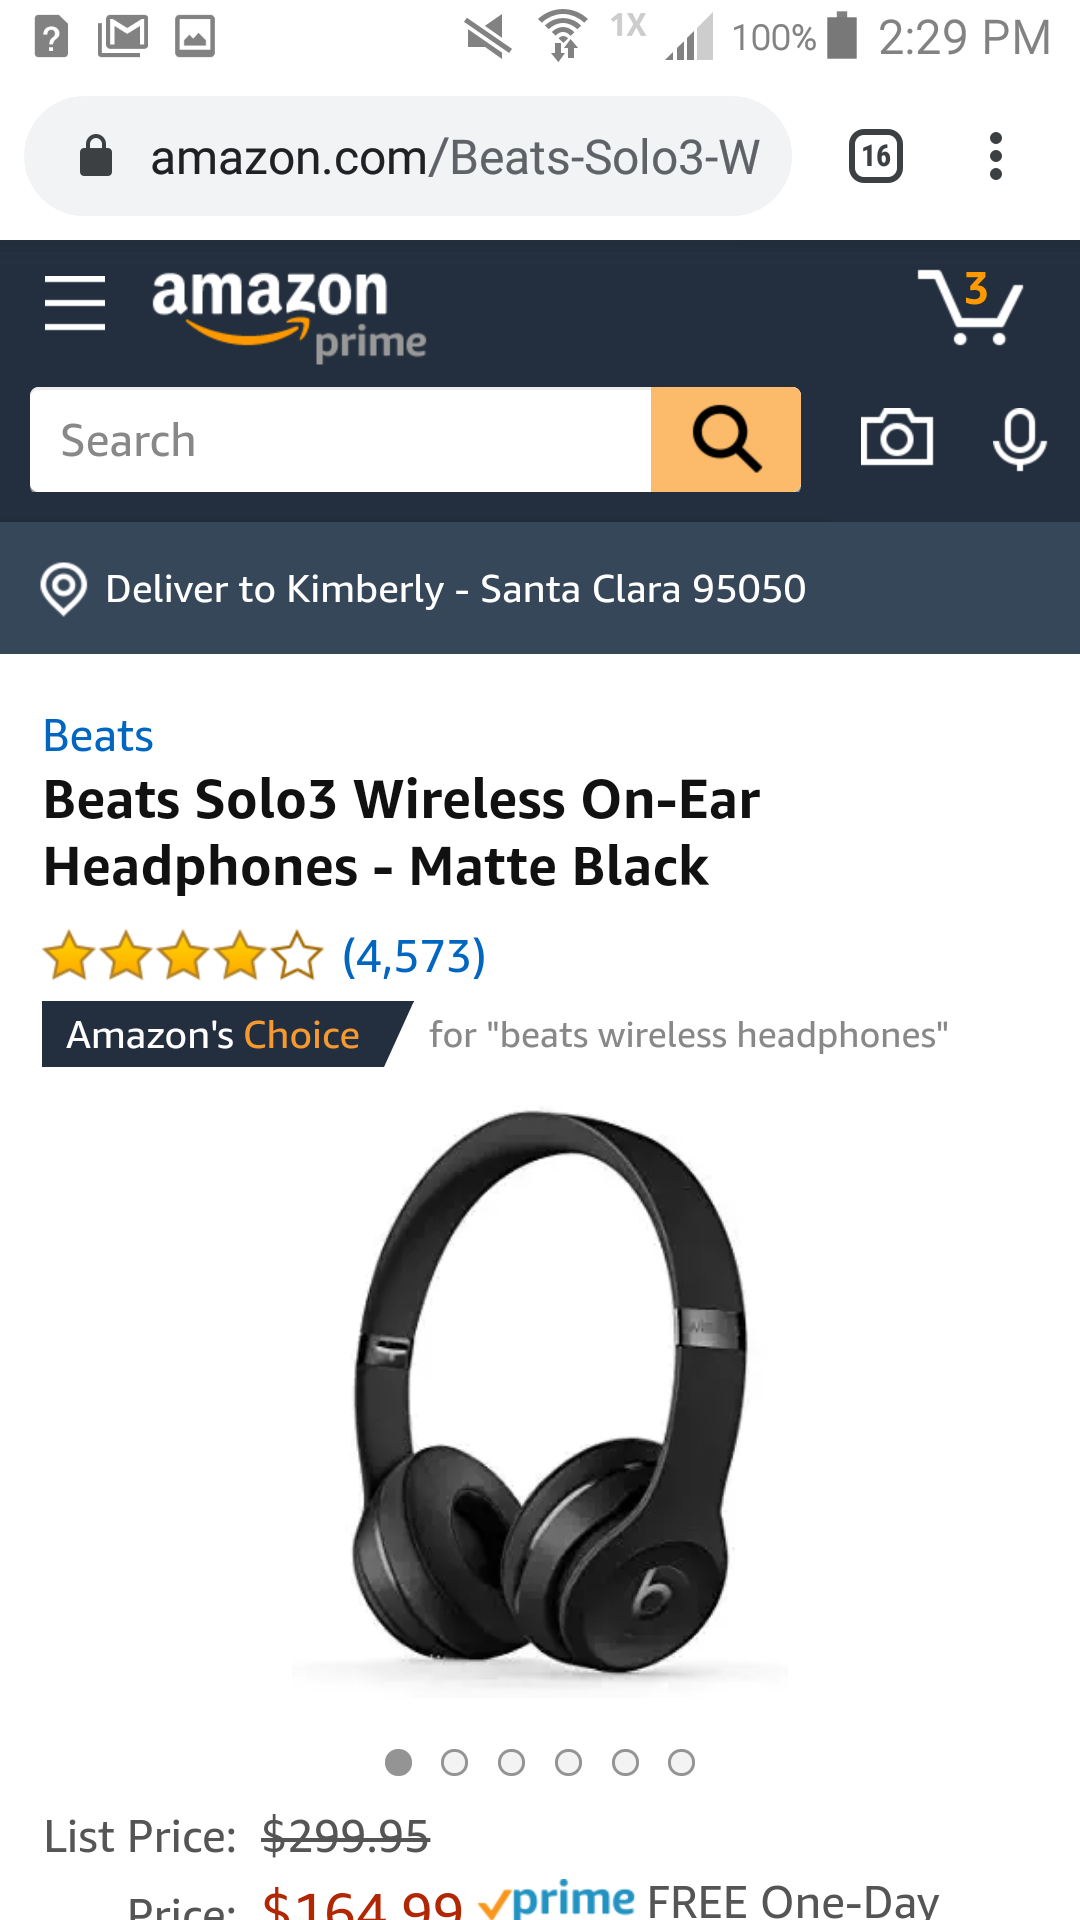 1X 100% 2:29 PM
amazon.com/Beats-Solo3-W 16
amazon prime 3
Search
Deliver to Kimberly - Santa Clara 95050
Beats
Beats Solo3 Wireless On-Ear
Headphones - Matte Black
(4,573)
Amazon's Choice for "beats wireless headphones"
b
List Price: $299.95
Price: $164.99 prime FREE One-Day